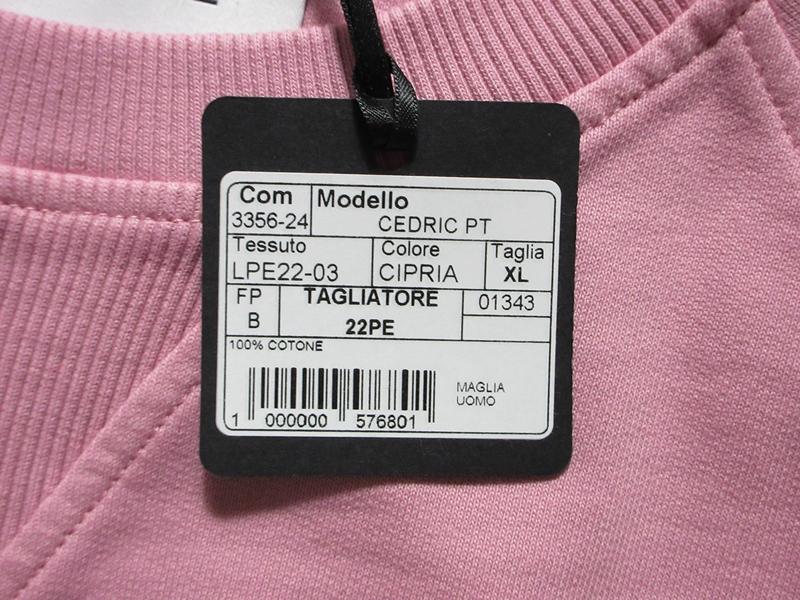 Com Modello
3356-24 CEDRIC PT
Tessuto Colore Taglia
LPE22-03 CIPRIA XL
FP TAGLIATORE 01343
B 22PE
100% COTONE
MAGLIA
UOMO
1 000000 576801